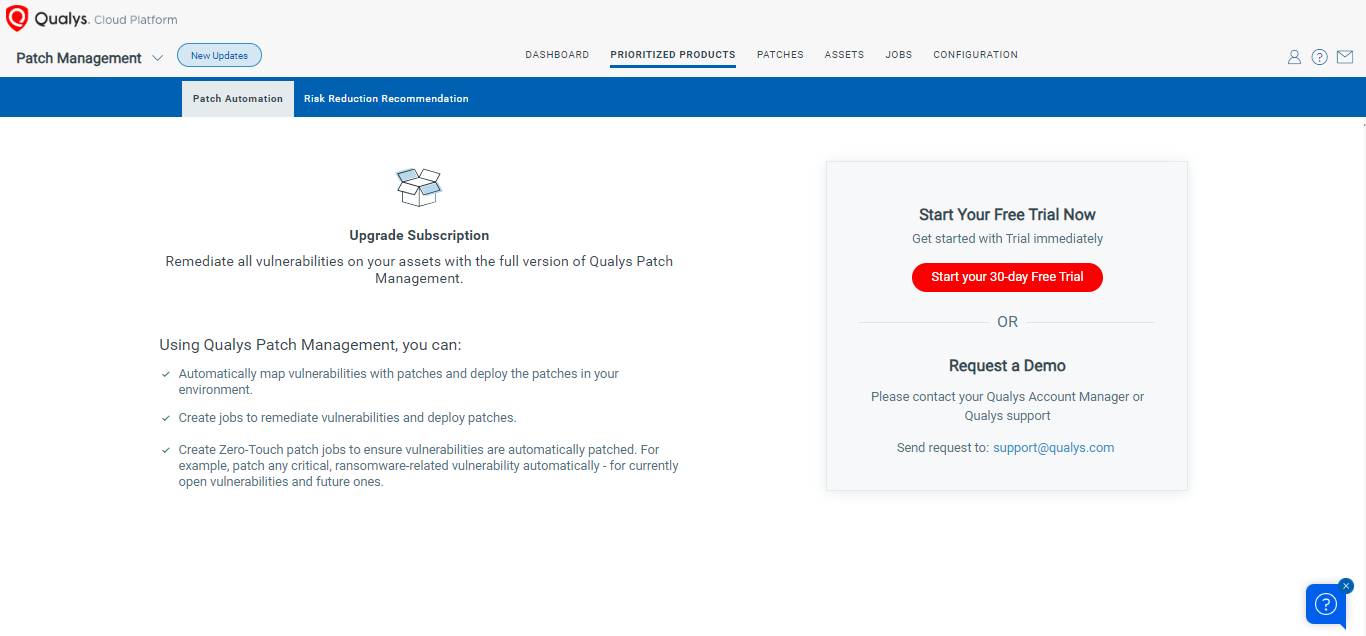 Qualys. Cloud Platform
Patch Management
New Updates
DASHBOARD
PRIORITIZED PRODUCTS
PATCHES
ASSETS
JOBS
CONFIGURATION
Patch Automation
Risk Reduction Recommendation
Upgrade Subscription
Remediate all vulnerabilities on your assets with the full version of Qualys Patch
Management.
Using Qualys Patch Management, you can:
Automatically map vulnerabilities with patches and deploy the patches in your
environment.
Create jobs to remediate vulnerabilities and deploy patches.
Create Zero-Touch patch jobs to ensure vulnerabilities are automatically patched. For
example, patch any critical, ransomware-related vulnerability automatically - for currently
open vulnerabilities and future ones.
Start Your Free Trial Now
Get started with Trial immediately
Start your 30-day Free Trial
OR
Request a Demo
Please contact your Qualys Account Manager or
Qualys support
Send request to: support@qualys.com